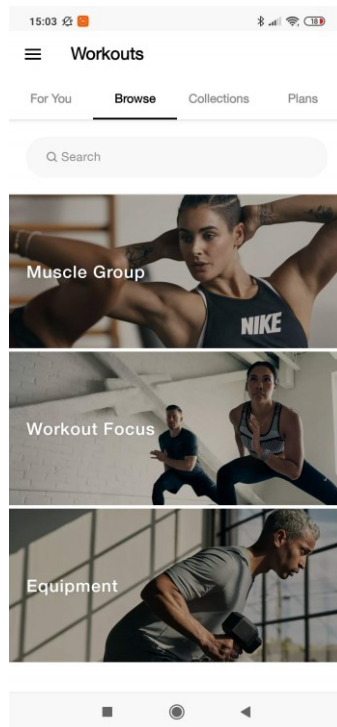 15:03
18
Workouts
For You Browse Collections Plans
Search
Muscle Group
NIKE
Workout Focus
Equipment